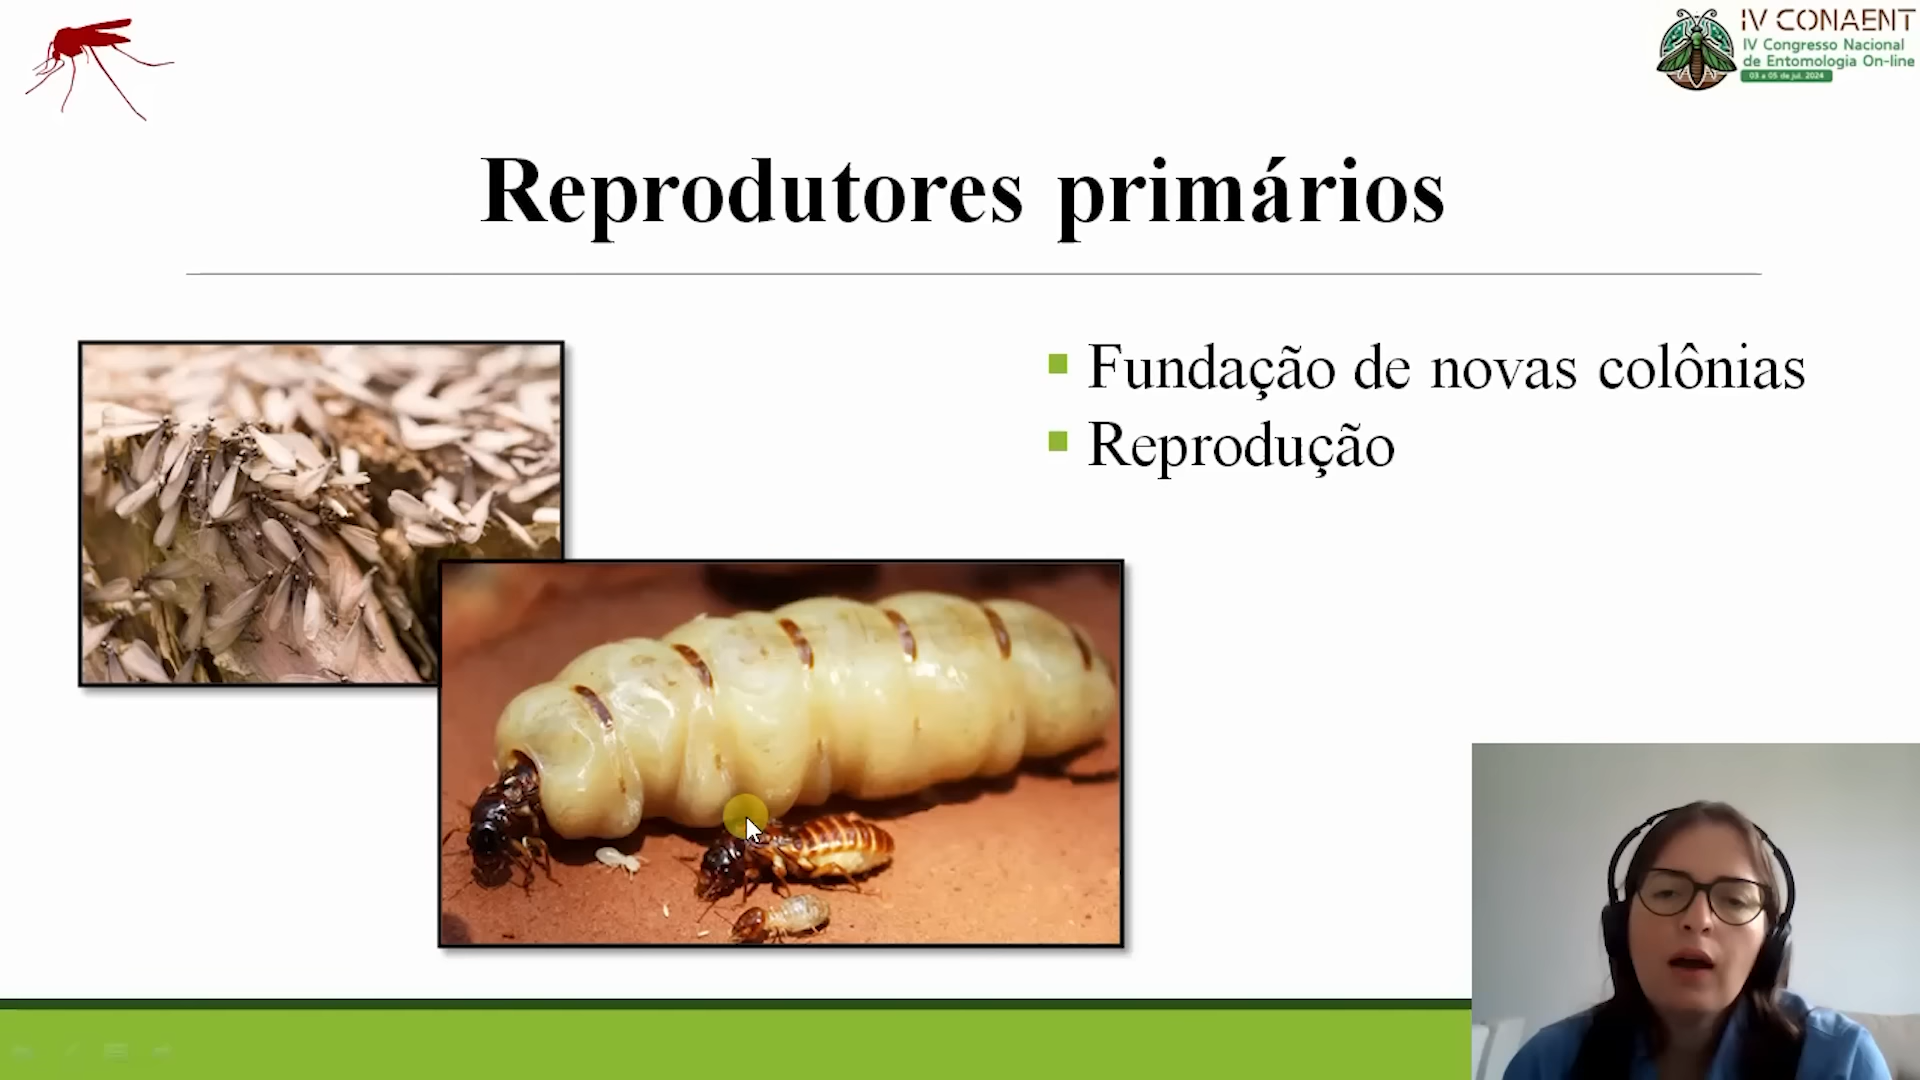 IV CONAENT
IV Congresso Nacional
de Entomologia On-line
03 a 05 de jul. 2024
Reprodutores primários
Fundação de novas colônias
Reprodução